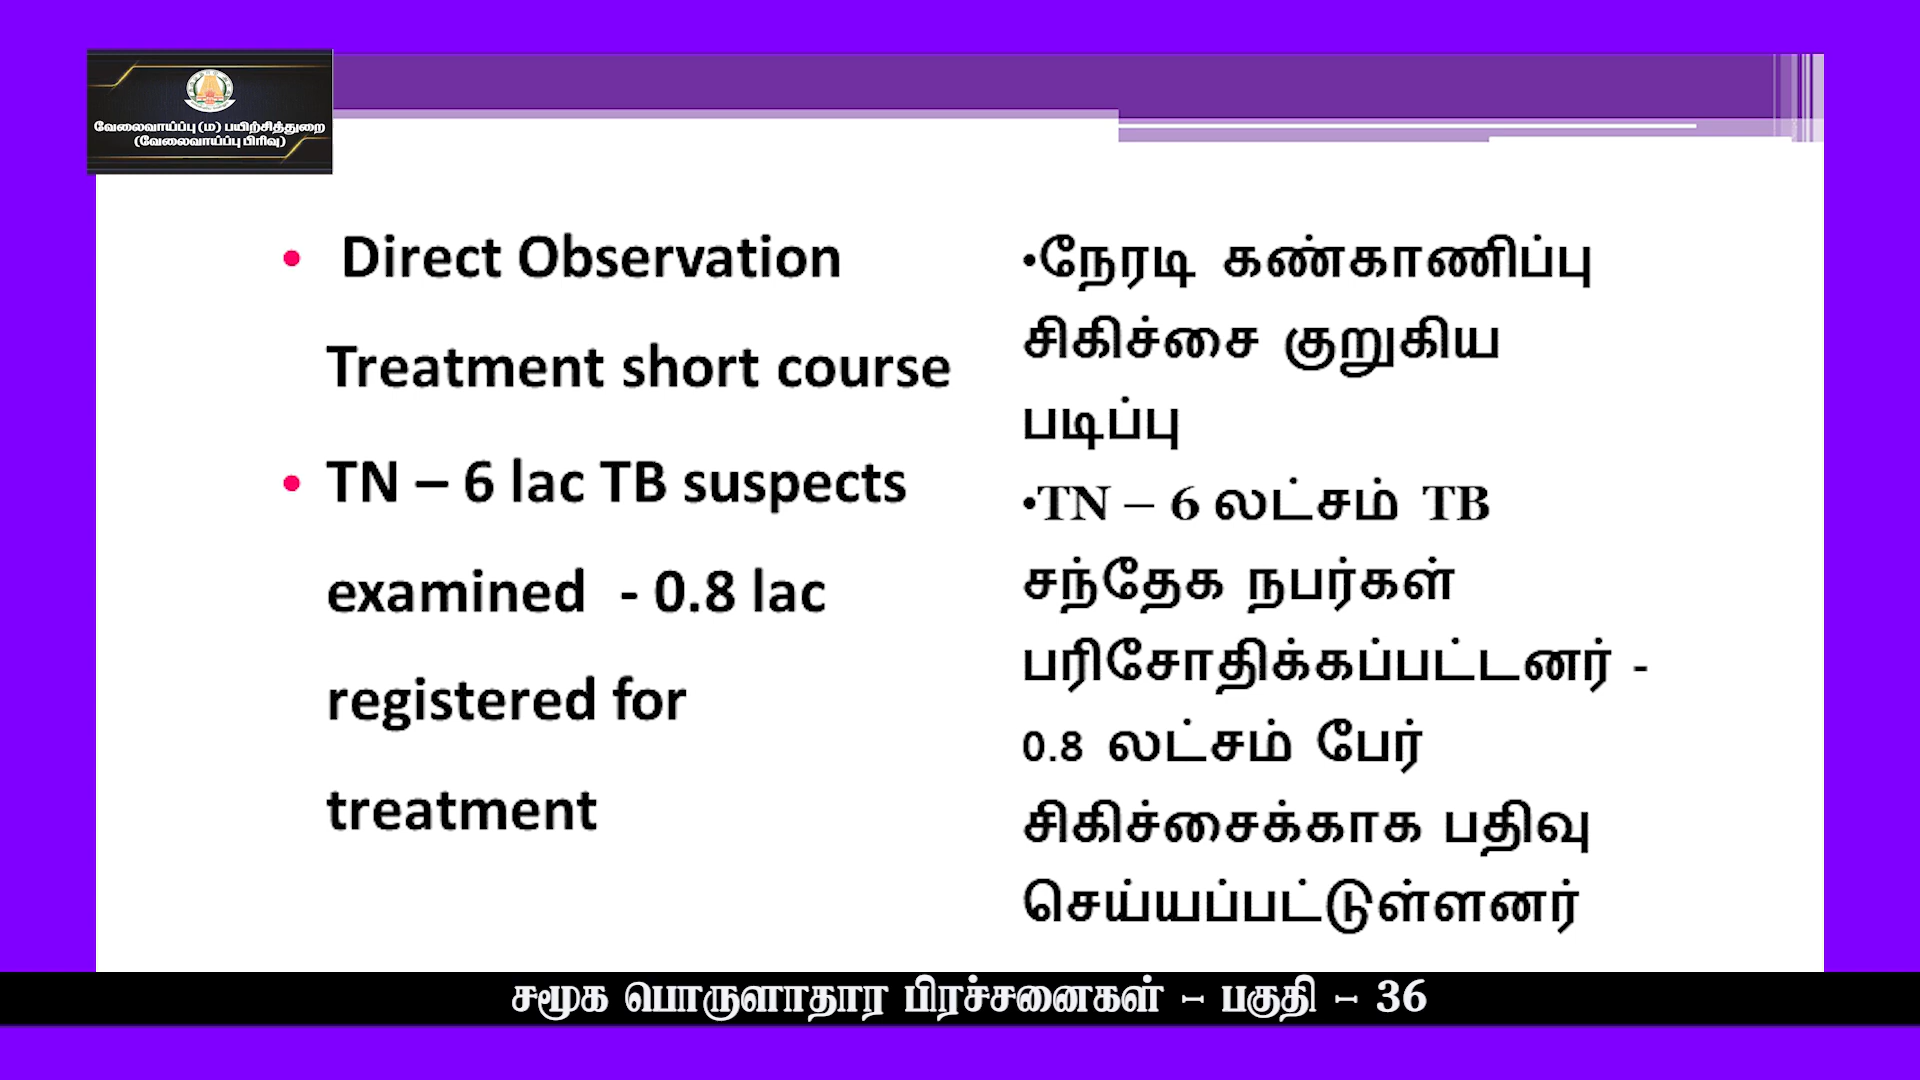 வேலைவாய்ப்பு (ம) பயிற்சித்துறை
(வேலைவாய்ப்பு பிரிவு)
• Direct Observation
Treatment short course
• TN – 6 lac TB suspects
examined - 0.8 lac
registered for
treatment
•நேரடி கண்காணிப்பு
சிகிச்சை குறுகிய
படிப்பு
•TN – 6 லட்சம் TB
சந்தேக நபர்கள்
பரிசோதிக்கப்பட்டனர் -
0.8 லட்சம் பேர்
சிகிச்சைக்காக பதிவு
செய்யப்பட்டுள்ளனர்
சமூக பொருளாதார பிரச்சனைகள் - பகுதி - 36